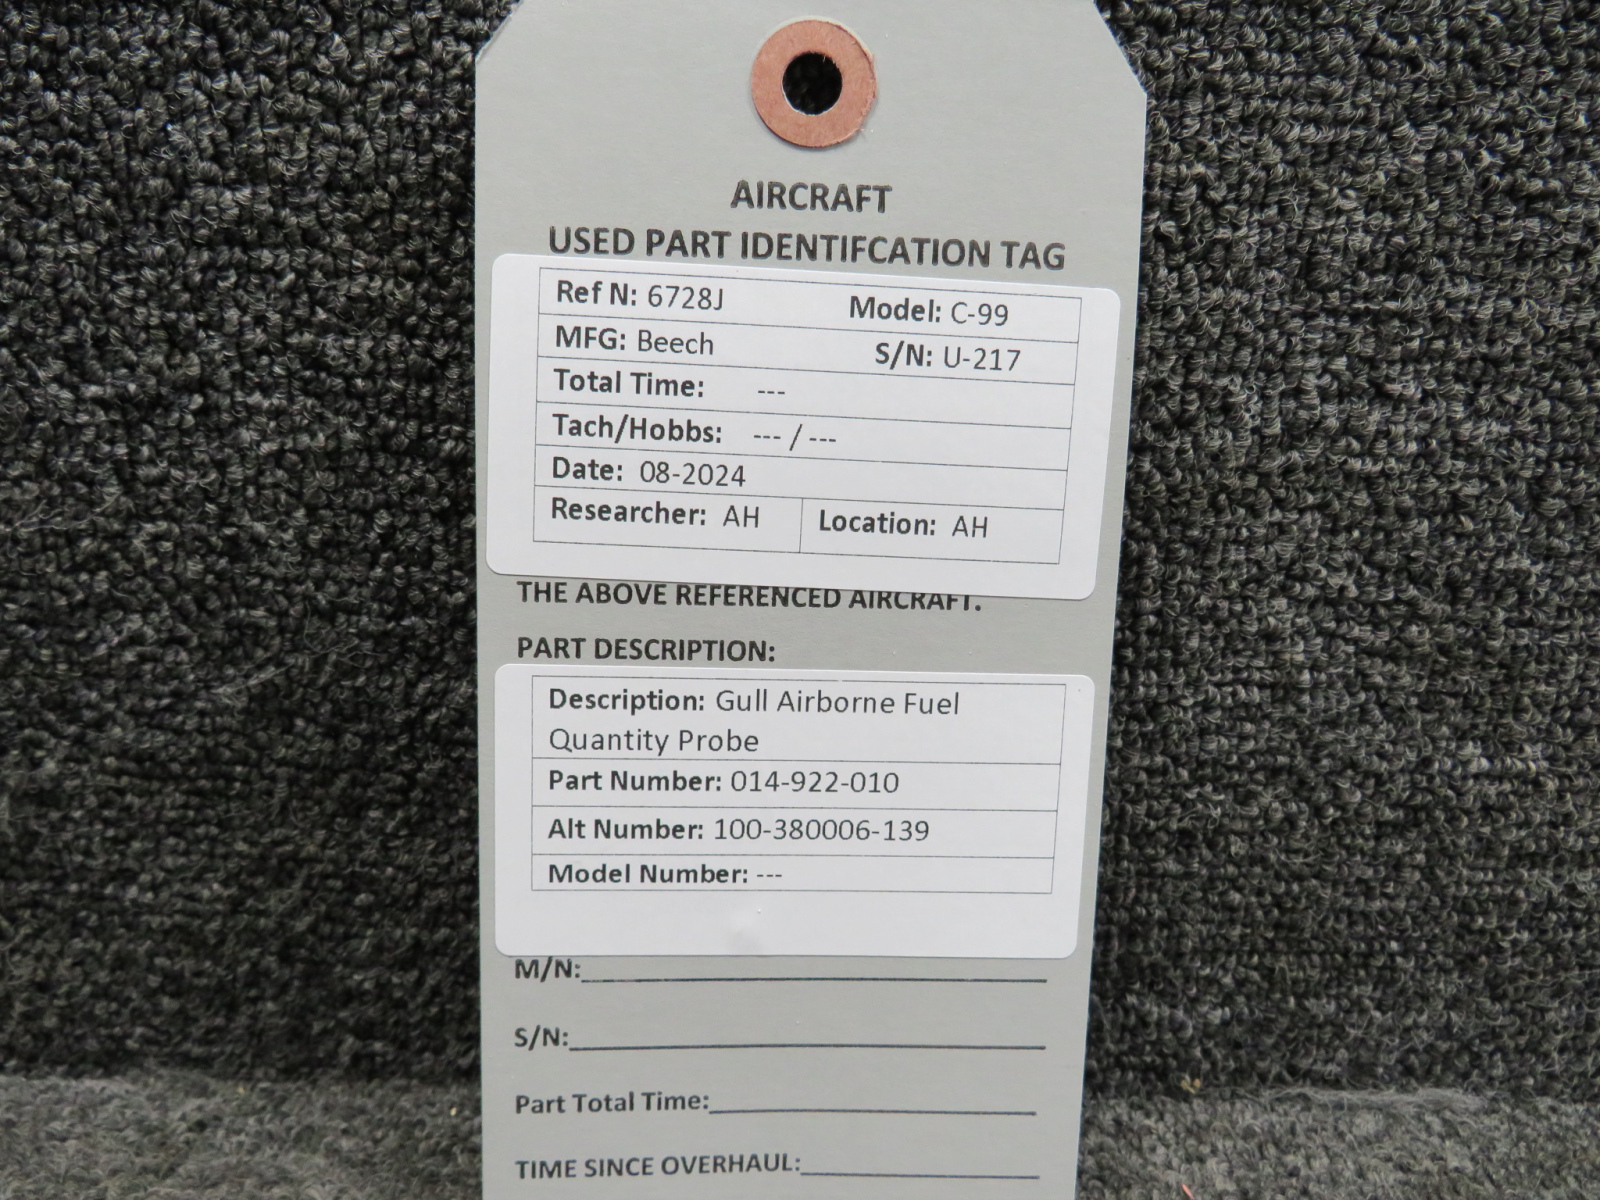 AIRCRAFT
USED PART IDENTIFCATION TAG
Ref N: 6728J Model: C-99
MFG: Beech S/N: U-217
Total Time: ---
Tach/Hobbs: --- / ---
Date: 08-2024
Researcher: AH Location: AH
THE ABOVE REFERENCED AIRCRAFT.
PART DESCRIPTION:
Description: Gull Airborne Fuel
Quantity Probe
Part Number: 014-922-010
Alt Number: 100-380006-139
Model Number: ---
M/N:
S/N:
Part Total Time:
TIME SINCE OVERHAUL: